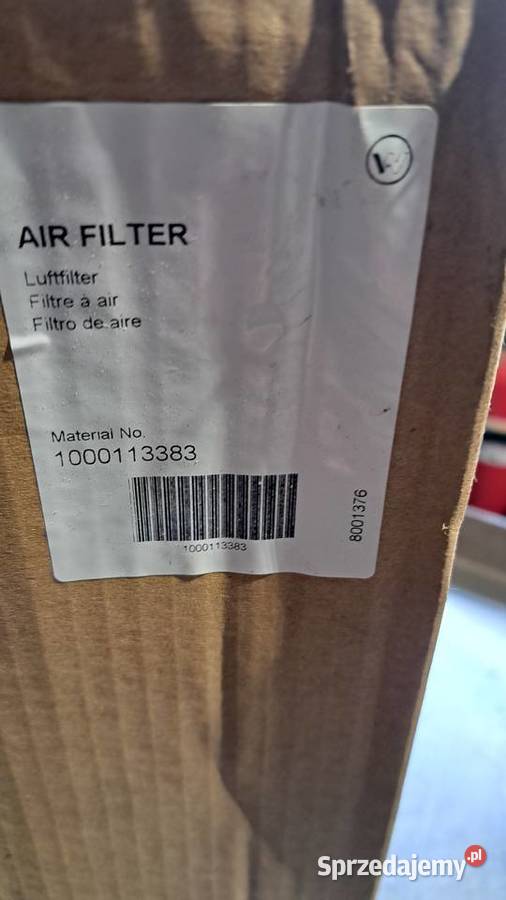 W
AIR FILTER
Luftfilter
Filtre à air
Filtro de aire
Material No.
1000113383
1000113383
8001376
Sprzedajemy.pl